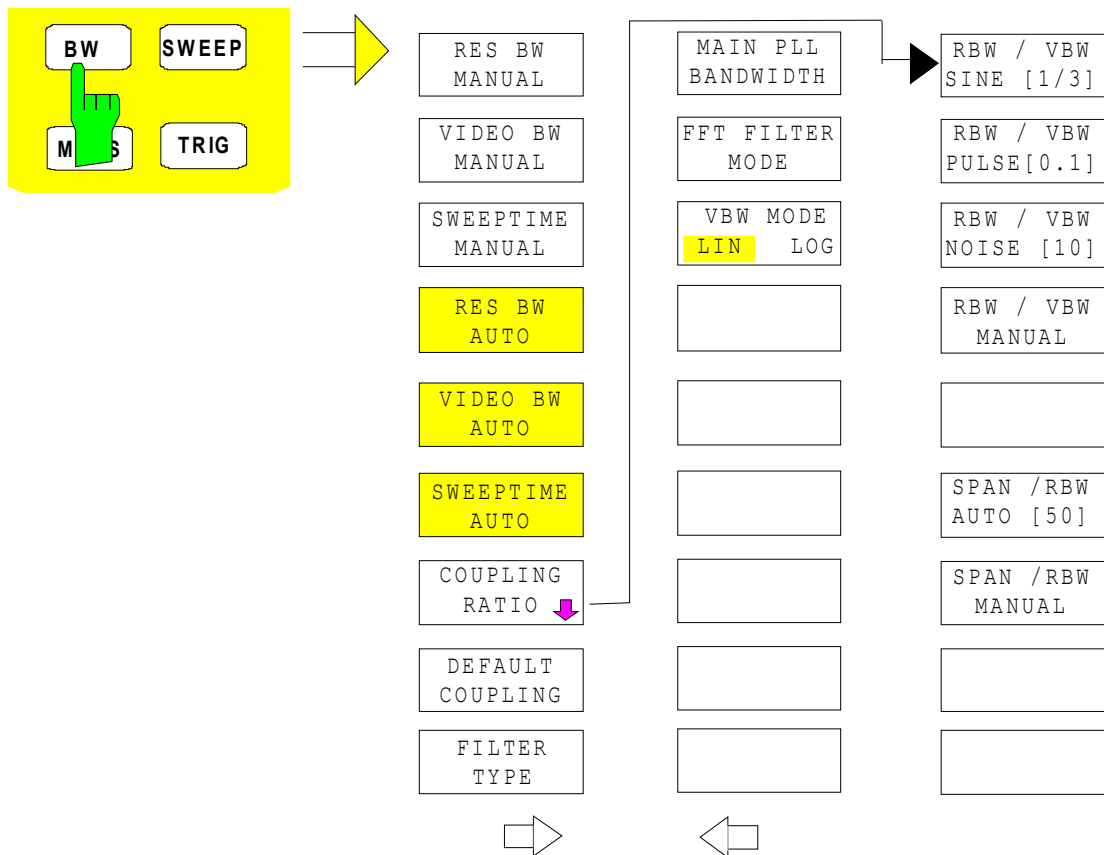 BW
SWEEP
TRIG
RES BW
MANUAL
VIDEO BW
MANUAL
SWEEPTIME
MANUAL
RES BW
AUTO
VIDEO BW
AUTO
SWEEPTIME
AUTO
COUPLING
RATIO
DEFAULT
COUPLING
FILTER
TYPE
MAIN PLL
BANDWIDTH
FFT FILTER
MODE
VBW MODE
LIN LOG
RBW / VBW
SINE [1/3]
RBW / VBW
PULSE[0.1]
RBW / VBW
NOISE [10]
RBW / VBW
MANUAL
SPAN /RBW
AUTO [50]
SPAN /RBW
MANUAL